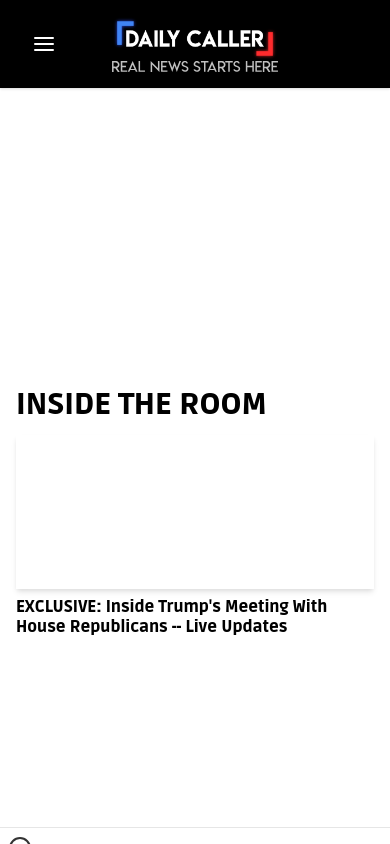 DAILY CALLER
REAL NEWS STARTS HERE
INSIDE THE ROOM
EXCLUSIVE: Inside Trump's Meeting With
House Republicans -- Live Updates